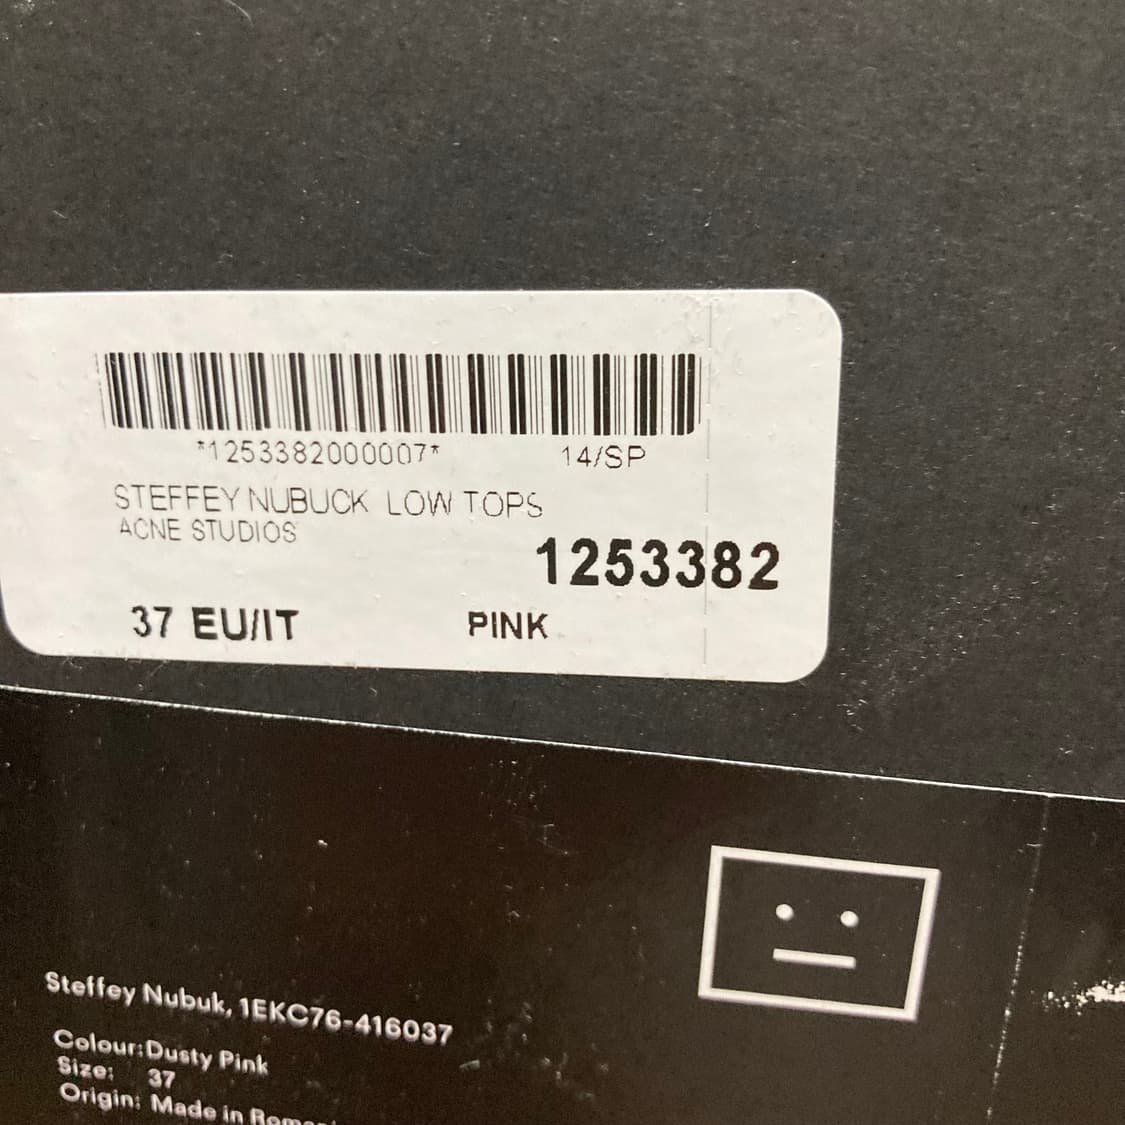 *1253382000007* 14/SP
STEFFEY NUBUCK LOW TOPS
ACNE STUDIOS
1253382
37 EU/IT PINK
Steffey Nubuk, 1EKC76-416037
Colour: Dusty Pink
Size: 37
Origin: Made in